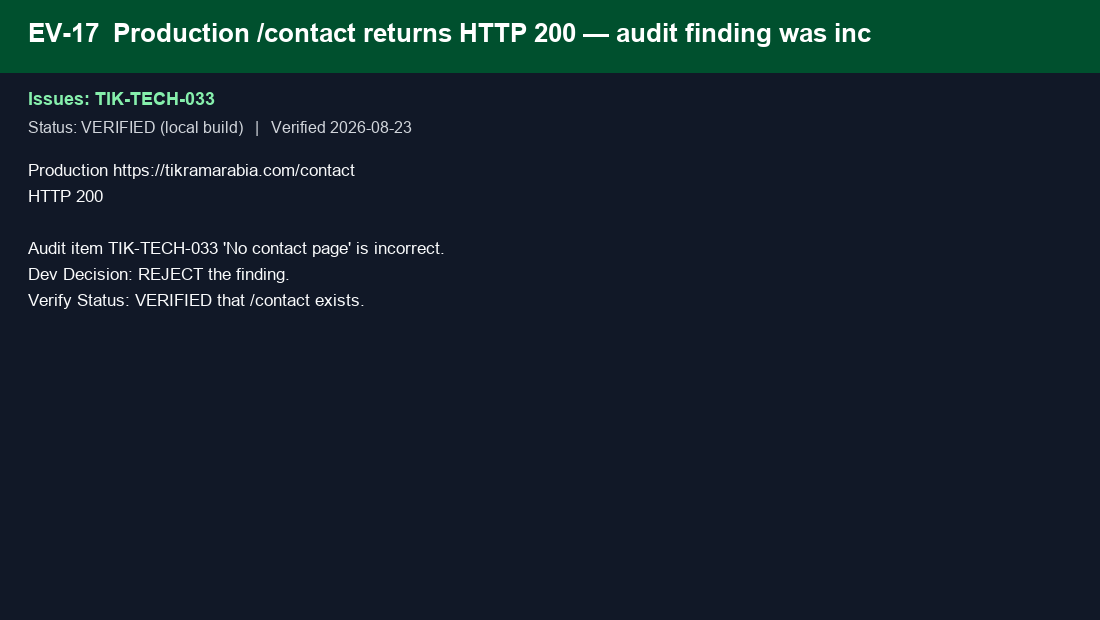 EV-17  Production /contact returns HTTP 200 — audit finding was inc
Issues: TIK-TECH-033
Status: VERIFIED (local build)  |  Verified 2026-08-23
Production https://tikramarabia.com/contact
HTTP 200
Audit item TIK-TECH-033 'No contact page' is incorrect.
Dev Decision: REJECT the finding.
Verify Status: VERIFIED that /contact exists.